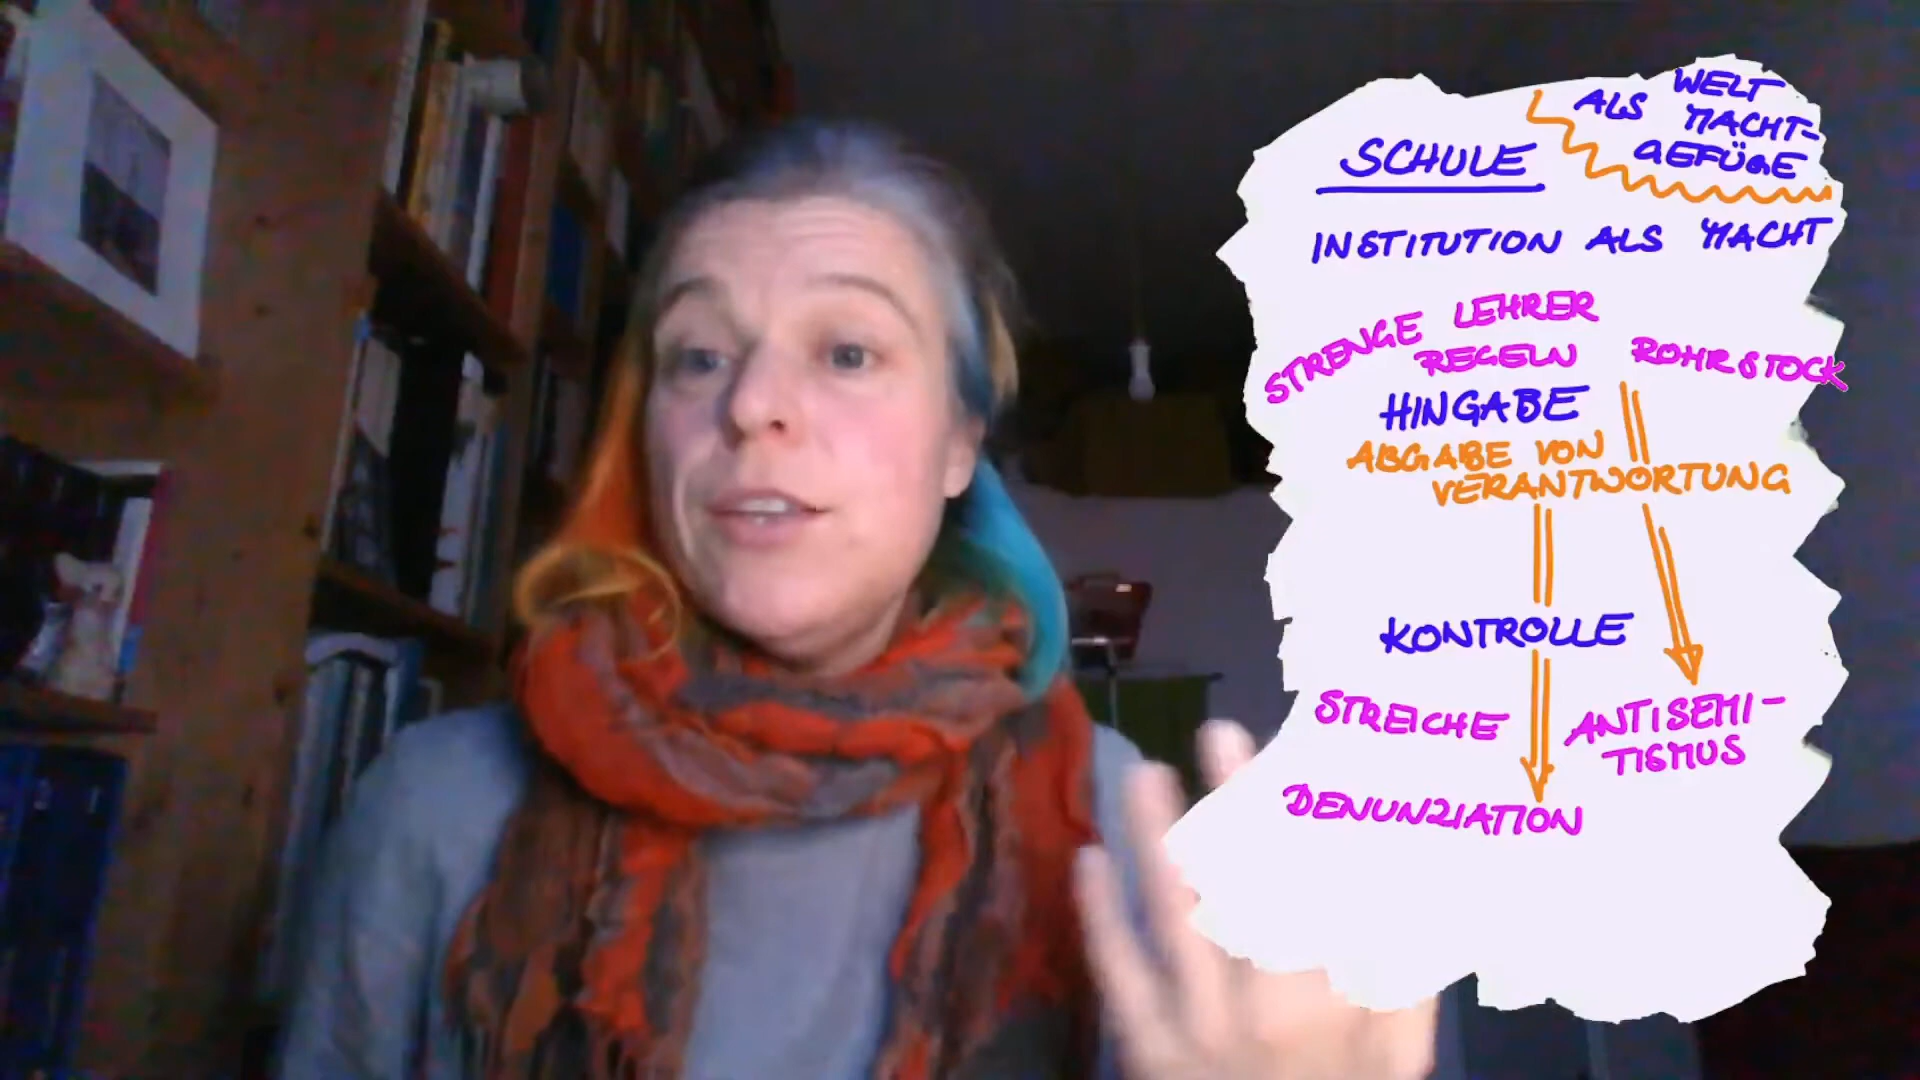 ALS WELT
MACHT-
GEFÜGE
SCHULE
INSTITUTION ALS MACHT
STRENGE LEHRER
REGELN
ROHRSTOCK
HINGABE
ABGABE VON
VERANTWORTUNG
KONTROLLE
STREICHE
ANTISEMI-
TISMUS
DENUNZIATION